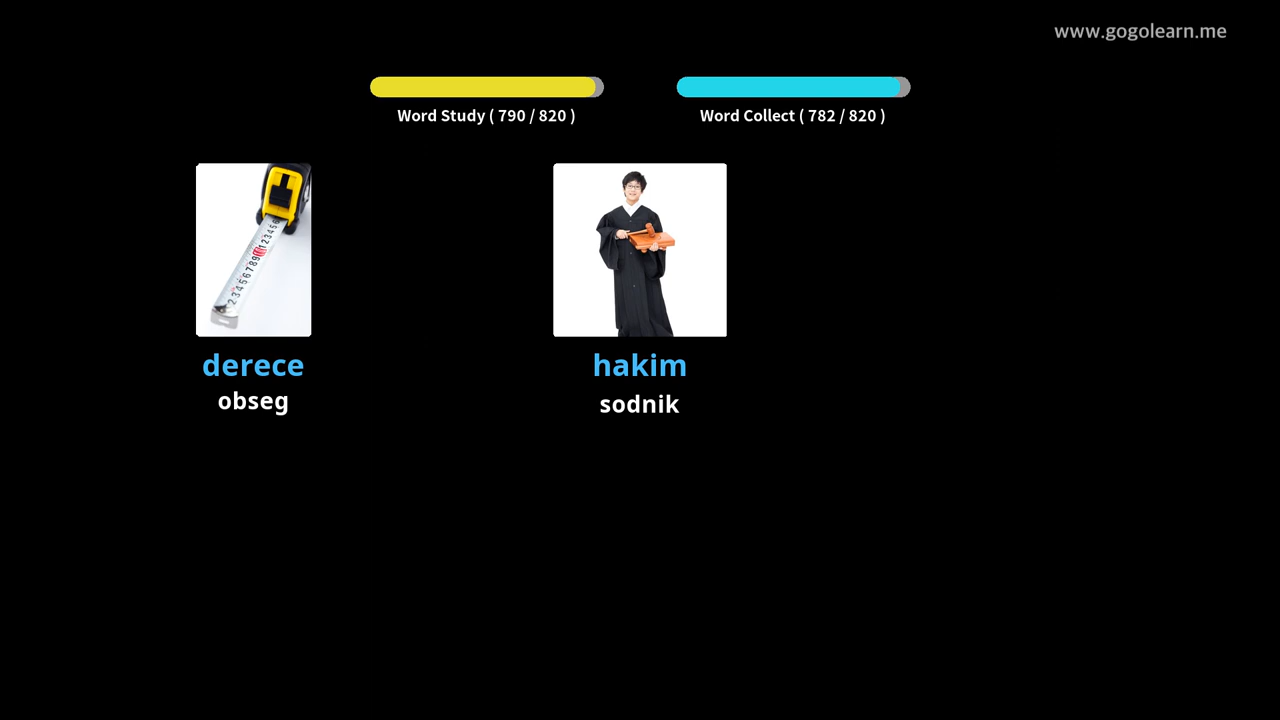 www.gogolearn.me
Word Study ( 790 / 820 )
Word Collect ( 782 / 820 )
derece
obseg
hakim
sodnik